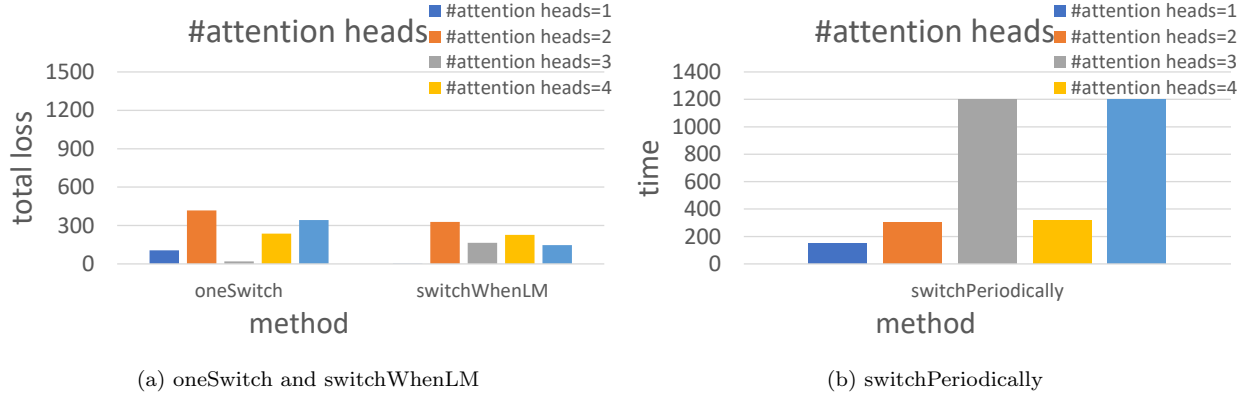 #attention heads
#attention heads=1
#attention heads=2
#attention heads=3
#attention heads=4
1500
1200
900
600
300
0
total loss
oneSwitch
switchWhenLM
method
(a) oneSwitch and switchWhenLM
#attention heads
#attention heads=1
#attention heads=2
#attention heads=3
#attention heads=4
1400
1200
1000
800
600
400
200
0
time
switchPeriodically
method
(b) switchPeriodically